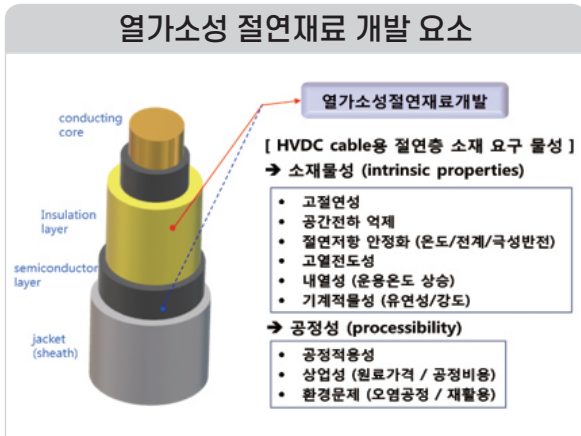 열가소성 절연재료 개발 요소
열가소성절연재료개발
conducting
core
Insulation
layer
semiconductor
layer
jacket
(sheath)
[ HVDC cable용 절연층 소재 요구 물성 ]
➔ 소재물성 (intrinsic properties)
• 고절연성
• 공간전하 억제
• 절연저항 안정화 (온도/전계/극성반전)
• 고열전도성
• 내열성 (운용온도 상승)
• 기계적물성 (유연성/강도)
➔ 공정성 (processibility)
• 공정적용성
• 상업성 (원료가격 / 공정비용)
• 환경문제 (오염공정 / 재활용)